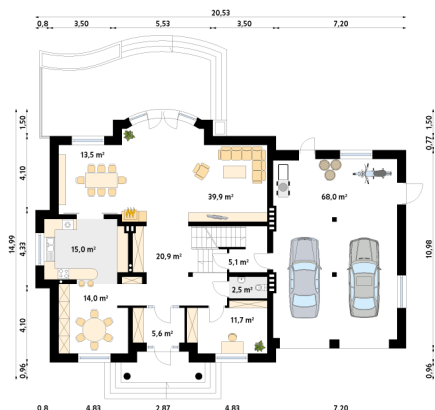 20,53
0.8 3,50 5,53 3,50 7,20
1,50 4,10 4,33 4,10 0.96
14,99
1,50 0.77 10,98 0.96
13,5 m²
39,9 m²
68,0 m²
15,0 m²
20,9 m²
5,1 m²
2,5 m²
14,0 m²
5,6 m²
11,7 m²
0.8 4,83 2,87 4,83 7,20